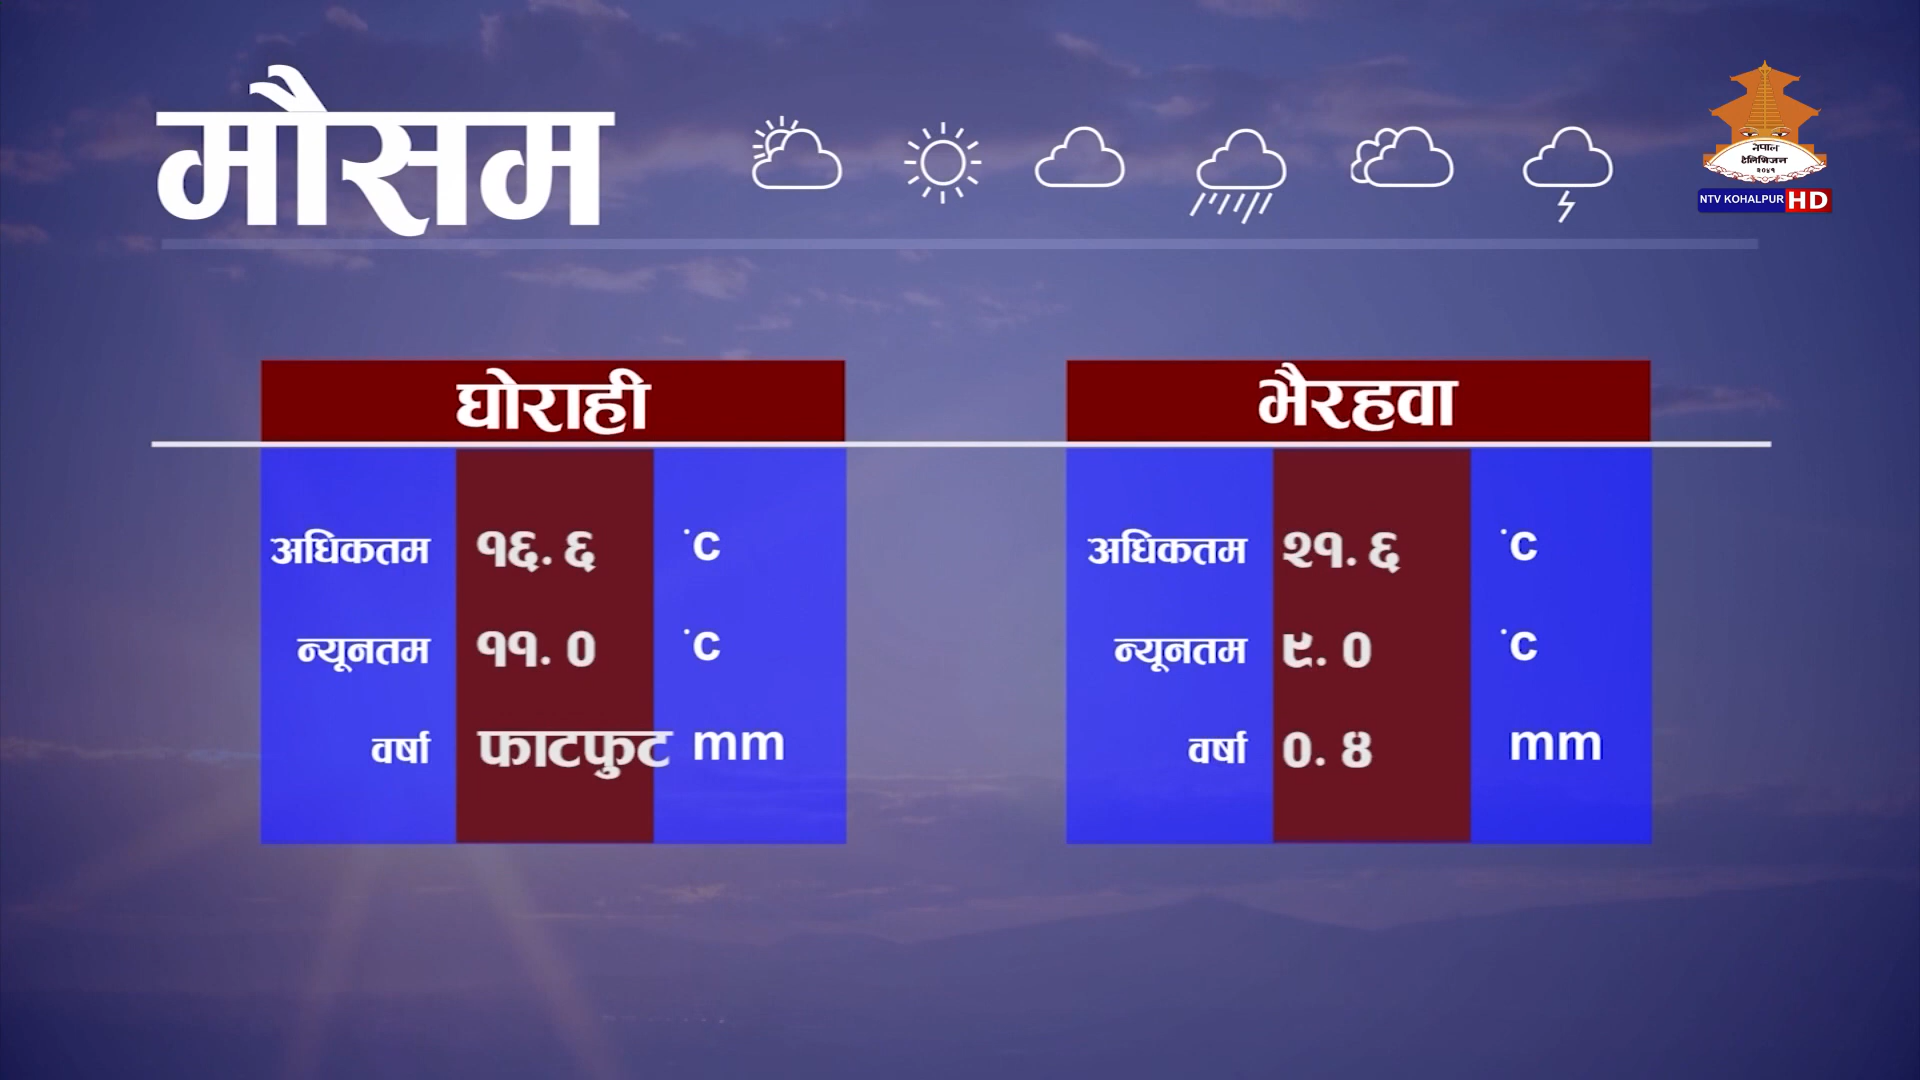 मौसम
नेपाल
टेलिभिजन
२०४१
NTV KOHALPUR HD
घोराही
अधिकतम १६. ६ °C
न्यूनतम ११. ० °C
वर्षा फाटफुट mm
भैरहवा
अधिकतम २१. ६ °C
न्यूनतम ९. ० °C
वर्षा ०. ४ mm